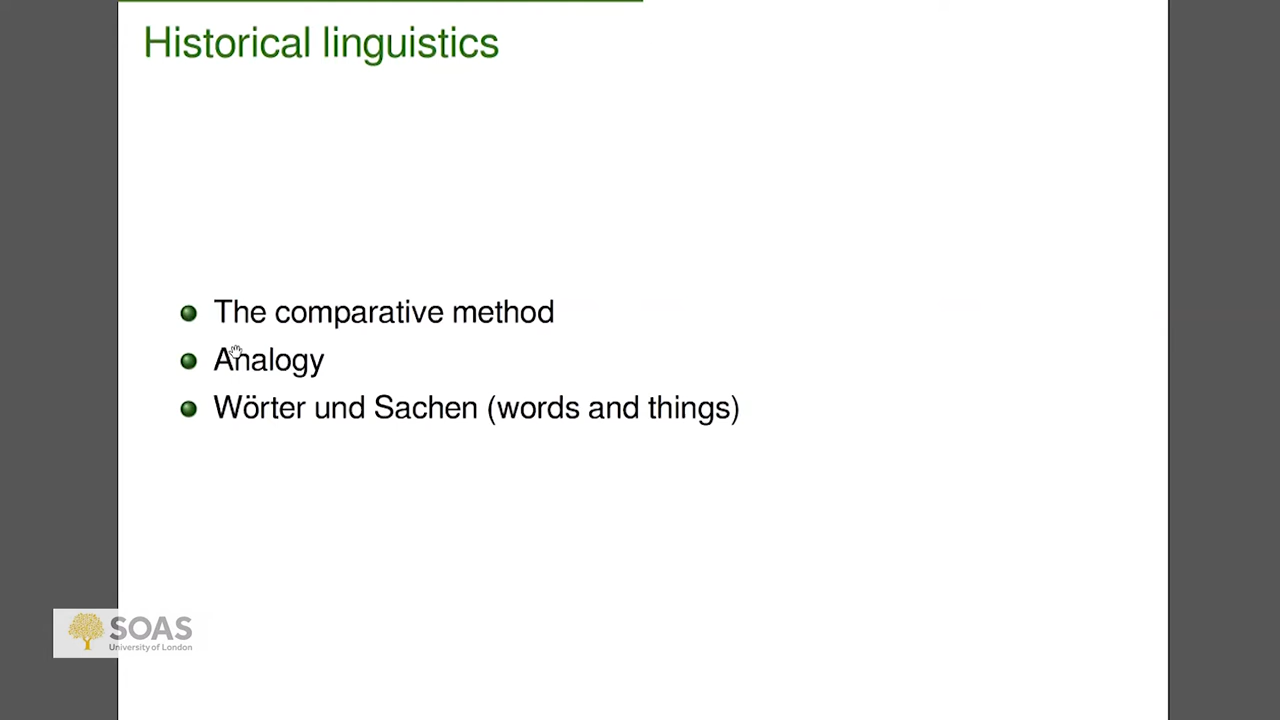 Historical linguistics
The comparative method
Analogy
Wörter und Sachen (words and things)
SOAS
University of London